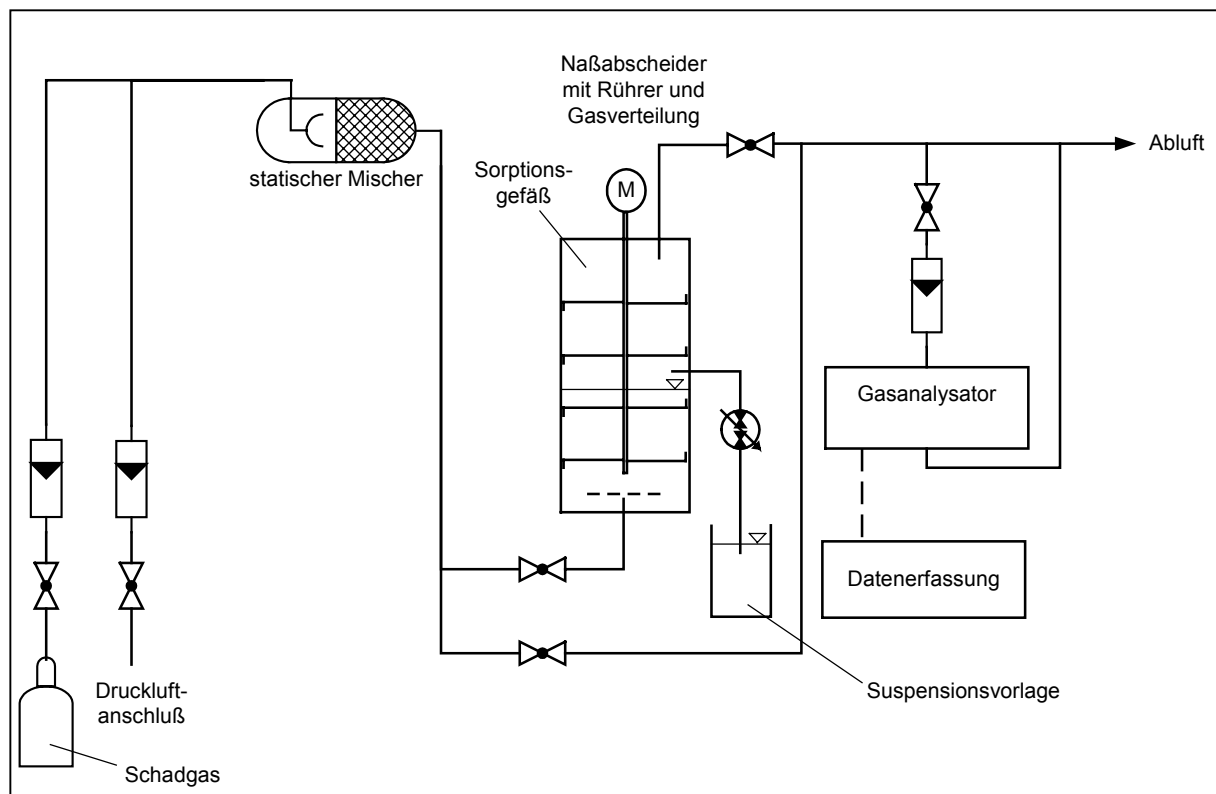 Naßabscheider
mit Rührer und
Gasverteilung
Abluft
statischer Mischer
Sorptions-
gefäß
M
Gasanalysator
Datenerfassung
Druckluft-
anschluß
Suspensionsvorlage
Schadgas